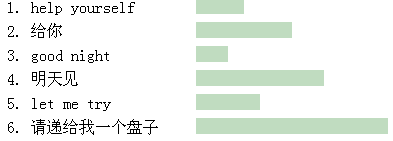 1. help yourself
2. 给你
3. good night
4. 明天见
5. let me try
6. 请递给我一个盘子